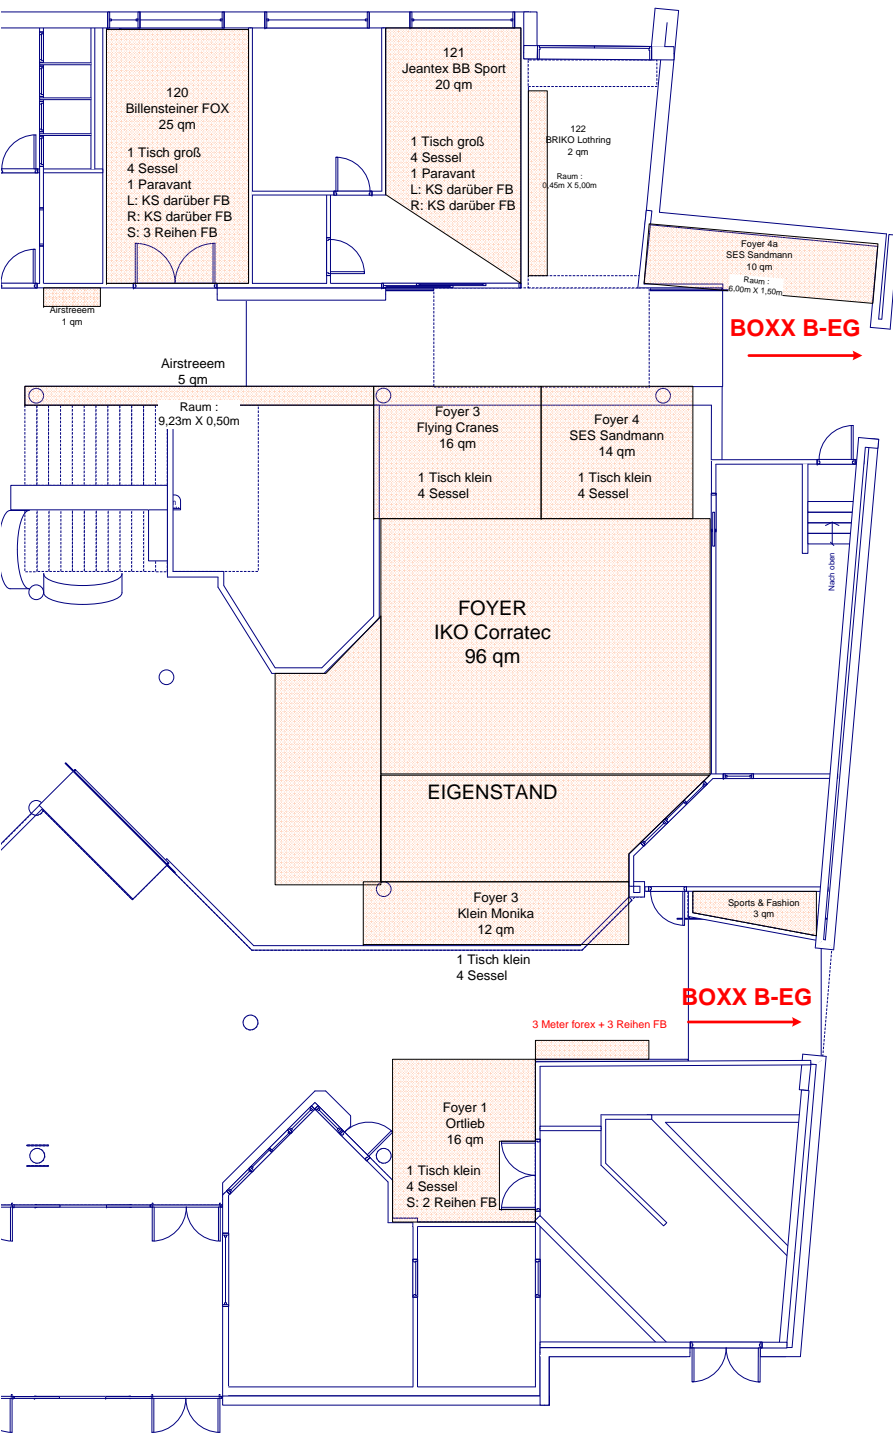 120
Billensteiner FOX
25 qm
1 Tisch groß
4 Sessel
1 Paravant
L: KS darüber FB
R: KS darüber FB
S: 3 Reihen FB
121
Jeantex BB Sport
20 qm
1 Tisch groß
4 Sessel
1 Paravant
L: KS darüber FB
R: KS darüber FB
122
BRIKO Lothring
2 qm
Raum :
0,45m X 5,00m
Foyer 4a
SES Sandmann
10 qm
Raum :
6,00m X 1,50m
Airstreeem
1 qm
BOXX B-EG
Airstreeem
5 qm
Raum :
9,23m X 0,50m
Foyer 3
Flying Cranes
16 qm
1 Tisch klein
4 Sessel
Foyer 4
SES Sandmann
14 qm
1 Tisch klein
4 Sessel
Nach oben
FOYER
IKO Corratec
96 qm
EIGENSTAND
Foyer 3
Klein Monika
12 qm
1 Tisch klein
4 Sessel
Sports & Fashion
3 qm
BOXX B-EG
3 Meter forex + 3 Reihen FB
Foyer 1
Ortlieb
16 qm
1 Tisch klein
4 Sessel
S: 2 Reihen FB